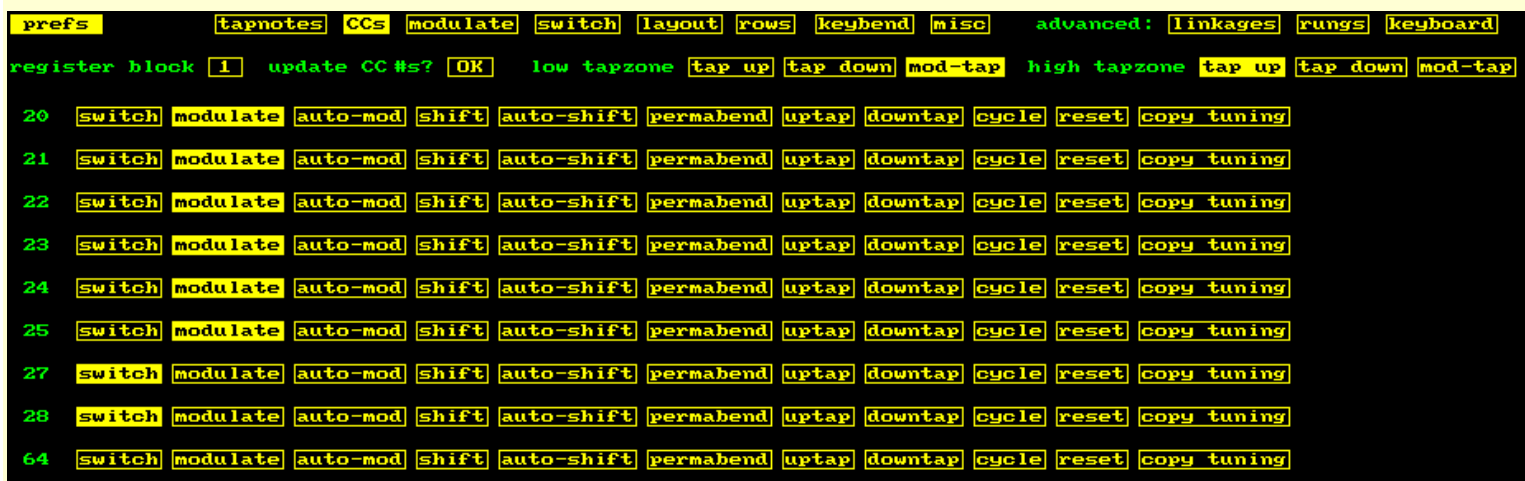 prefs tapnotes CCs modulate switch layout rows keybend misc advanced: linkages rungs keyboard
register block 1 update CC #s? OK low tapzone tap up tap down mod-tap high tapzone tap up tap down mod-tap
20 switch modulate auto-mod shift auto-shift permabend uptap downtap cycle reset copy tuning
21 switch modulate auto-mod shift auto-shift permabend uptap downtap cycle reset copy tuning
22 switch modulate auto-mod shift auto-shift permabend uptap downtap cycle reset copy tuning
23 switch modulate auto-mod shift auto-shift permabend uptap downtap cycle reset copy tuning
24 switch modulate auto-mod shift auto-shift permabend uptap downtap cycle reset copy tuning
25 switch modulate auto-mod shift auto-shift permabend uptap downtap cycle reset copy tuning
27 switch modulate auto-mod shift auto-shift permabend uptap downtap cycle reset copy tuning
28 switch modulate auto-mod shift auto-shift permabend uptap downtap cycle reset copy tuning
64 switch modulate auto-mod shift auto-shift permabend uptap downtap cycle reset copy tuning